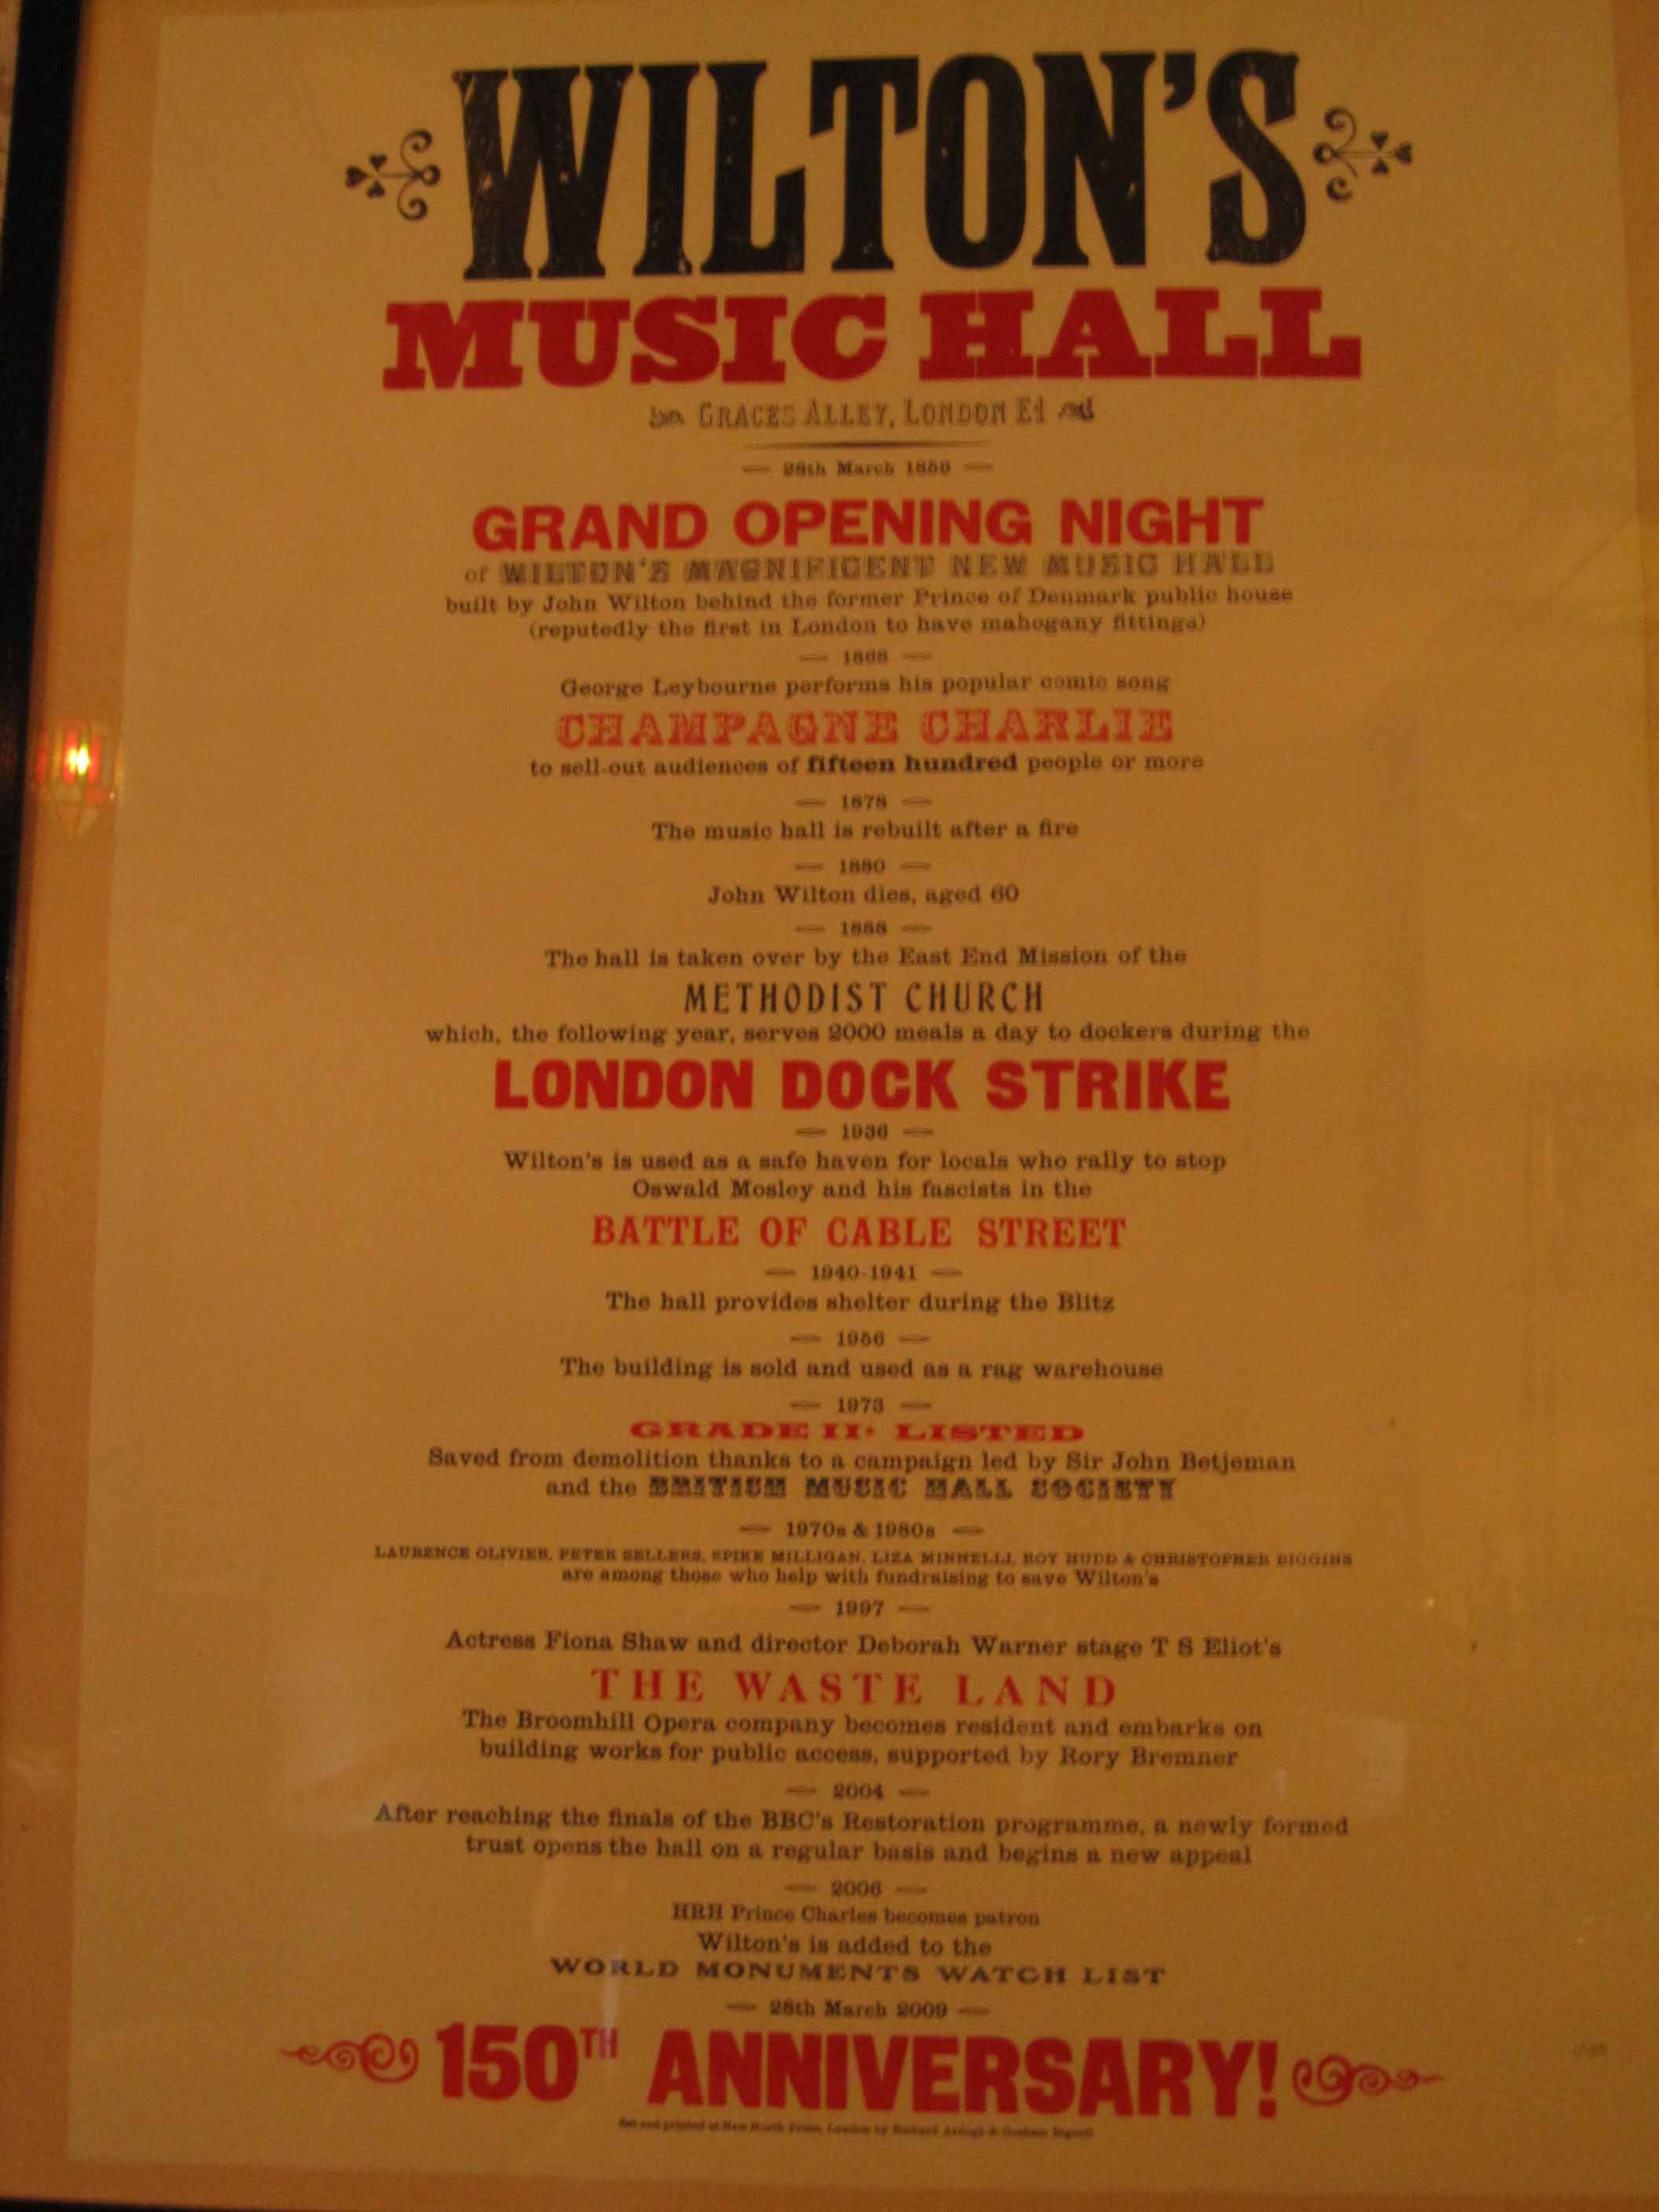 WILTON'S
MUSIC HALL
GRACES ALLEY, LONDON E1
28th March 1859
GRAND OPENING NIGHT
of WILTON'S MAGNIFICENT NEW MUSIC HALL
built by John Wilton behind the former Prince of Denmark public house
(reputedly the first in London to have mahogany fittings)
1868
George Leybourne performs his popular comic song
CHAMPAGNE CHARLIE
to sell-out audiences of fifteen hundred people or more
1878
The music hall is rebuilt after a fire
1880
John Wilton dies, aged 60
1888
The hall is taken over by the East End Mission of the
METHODIST CHURCH
which, the following year, serves 2000 meals a day to dockers during the
LONDON DOCK STRIKE
1936
Wilton's is used as a safe haven for locals who rally to stop
Oswald Mosley and his fascists in the
BATTLE OF CABLE STREET
1940-1941
The hall provides shelter during the Blitz
1956
The building is sold and used as a rag warehouse
1973
GRADE II* LISTED
Saved from demolition thanks to a campaign led by Sir John Betjeman
and the BRITISH MUSIC HALL SOCIETY
1970s & 1980s
LAURENCE OLIVIER, PETER SELLERS, SPIKE MILLIGAN, LIZA MINNELLI, ROY HUDD & CHRISTOPHER BIGGINS
are among those who help with fundraising to save Wilton's
1997
Actress Fiona Shaw and director Deborah Warner stage T S Eliot's
THE WASTE LAND
The Broomhill Opera company becomes resident and embarks on
building works for public access, supported by Rory Bremner
2004
After reaching the finals of the BBC's Restoration programme, a newly formed
trust opens the hall on a regular basis and begins a new appeal
2006
HRH Prince Charles becomes patron
Wilton's is added to the
WORLD MONUMENTS WATCH LIST
28th March 2009
150TH ANNIVERSARY!
Set and printed at New North Press, London by Richard Ardagh & Graham Bignell